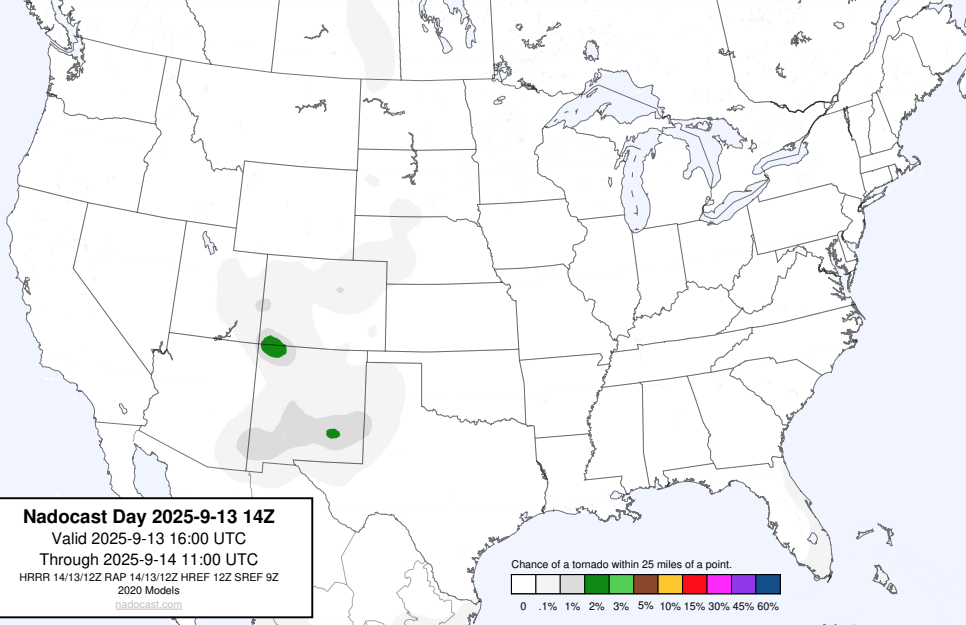 Nadocast Day 2025-9-13 14Z
Valid 2025-9-13 16:00 UTC
Through 2025-9-14 11:00 UTC
HRRR 14/13/12Z RAP 14/13/12Z HREF 12Z SREF 9Z
2020 Models
nadocast.com
Chance of a tornado within 25 miles of a point.
0 .1% 1% 2% 3% 5% 10% 15% 30% 45% 60%